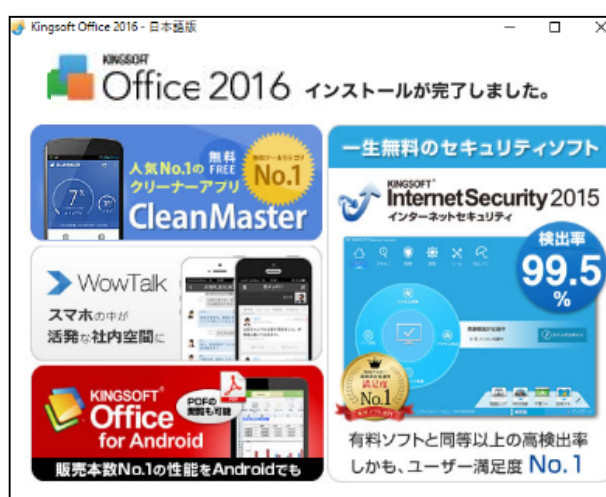 Kingsoft Office 2016 - 日本語版
KINGSOFT
Office 2016 インストールが完了しました。
人気No.1の 無料 FREE
クリーナーアプリ
No.1
CleanMaster
7%
WowTalk
スマホの中が
活発な社内空間に
KINGSOFT®
Office
for Android
PDFの
閲覧も可能
PDF
販売本数No.1の性能をAndroidでも
一生無料のセキュリティソフト
KINGSOFT®
InternetSecurity 2015
インターネットセキュリティ
検出率
99.5
%
満足度
No.1
有料ソフトと同等以上の高検出率
しかも、ユーザー満足度 No.1